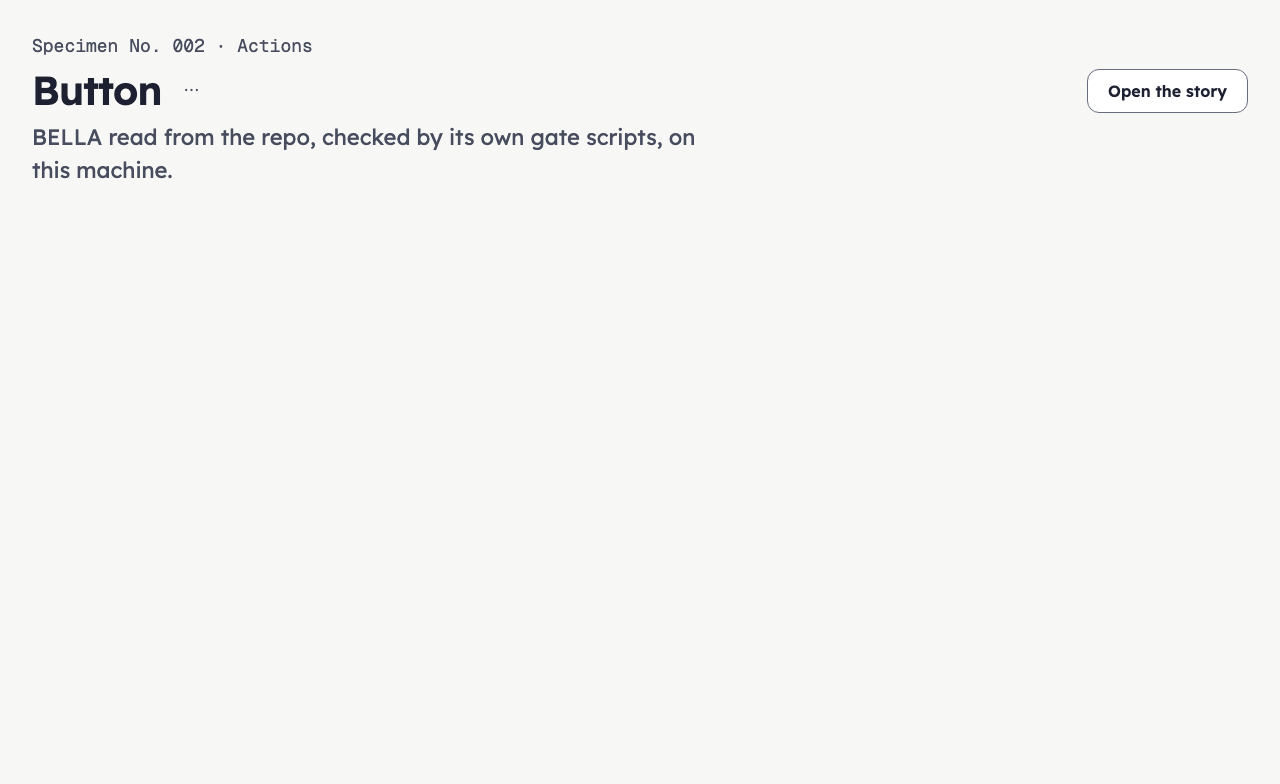 Specimen No. 002 · Actions
Button ...
Open the story
BELLA read from the repo, checked by its own gate scripts, on
this machine.